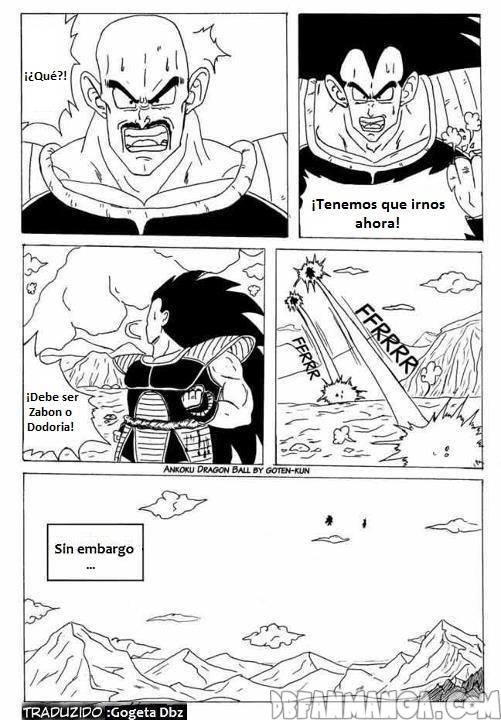 ¡¿Qué?!
¡Tenemos que irnos
ahora!
¡Debe ser
Zabon o
Dodoria!
FFRRRR
FFRRRR
ANKOKU DRAGON BALL BY GOTEN-KUN
Sin embargo
...
TRADUZIDO :Gogeta Dbz
DBFANMANGA.COM